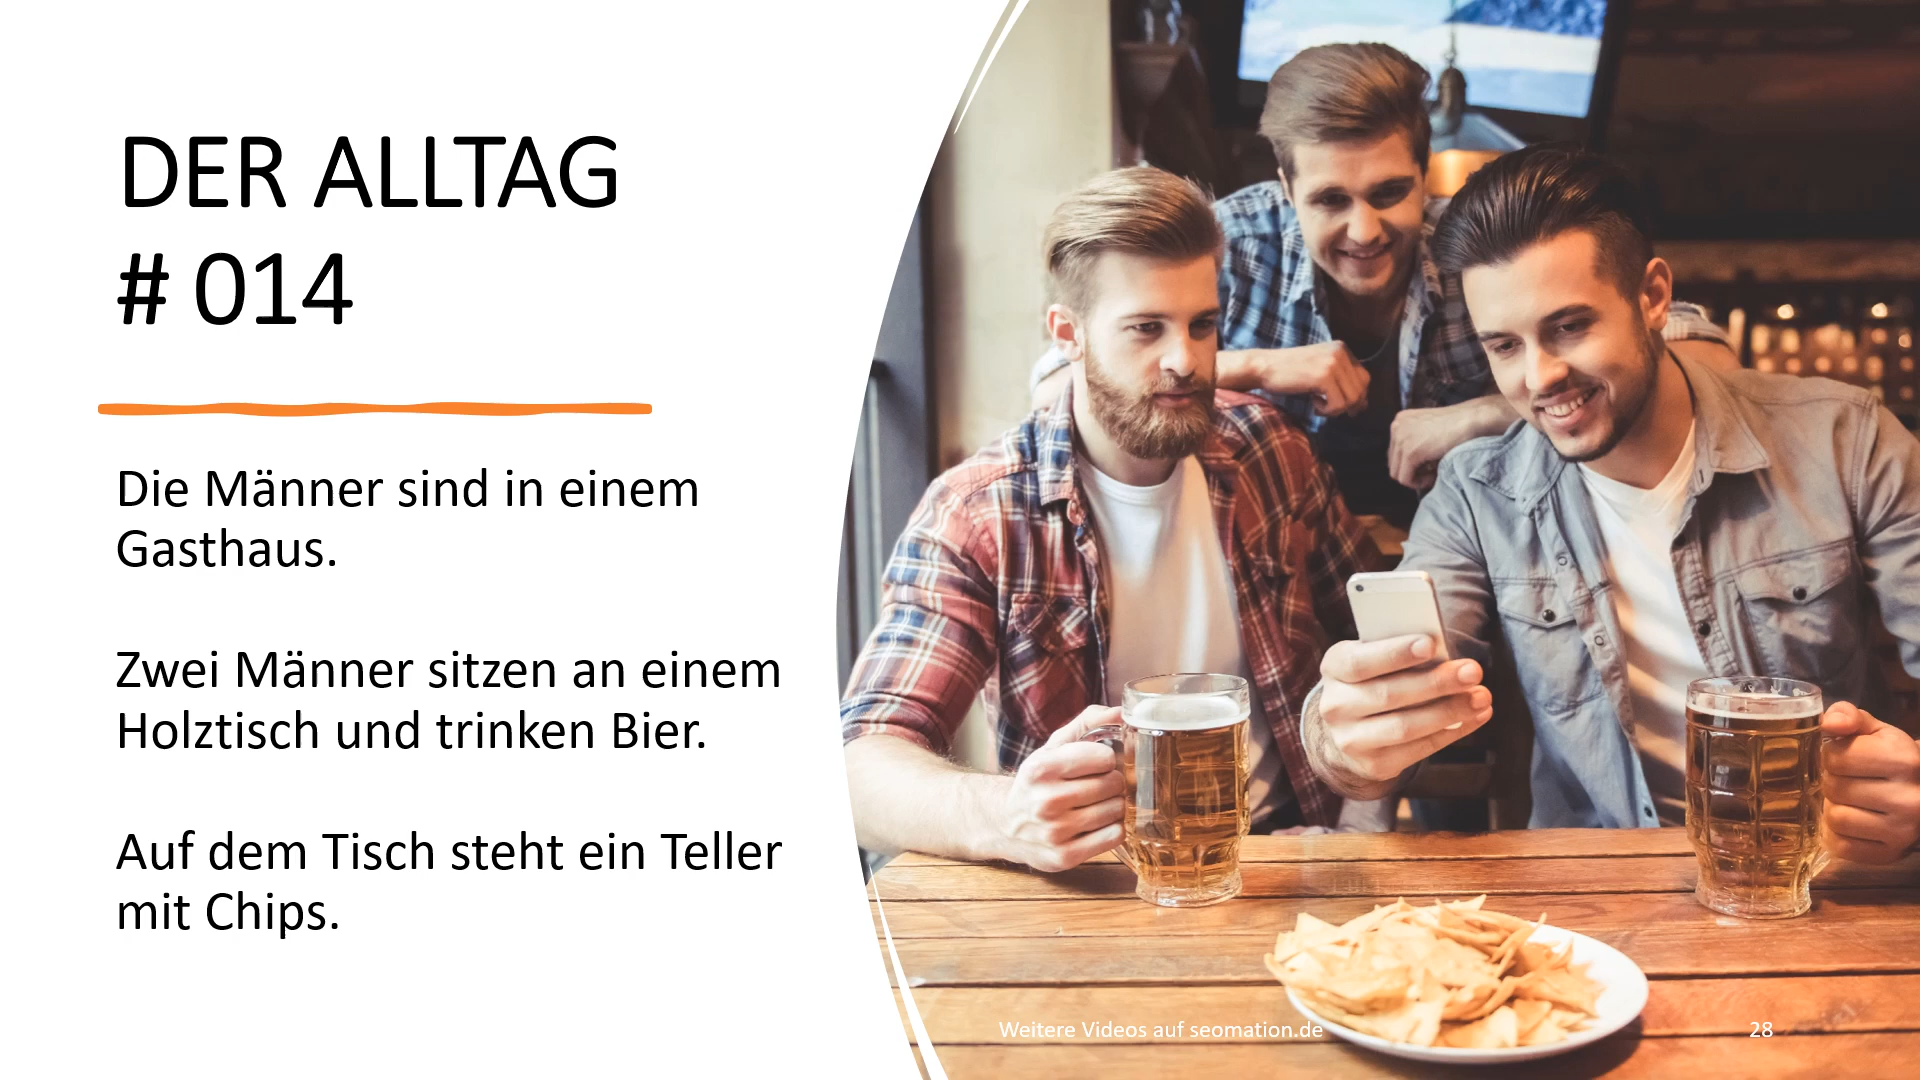 DER ALLTAG
# 014
Die Männer sind in einem
Gasthaus.
Zwei Männer sitzen an einem
Holztisch und trinken Bier.
Auf dem Tisch steht ein Teller
mit Chips.
Weitere Videos auf seomation.de
28